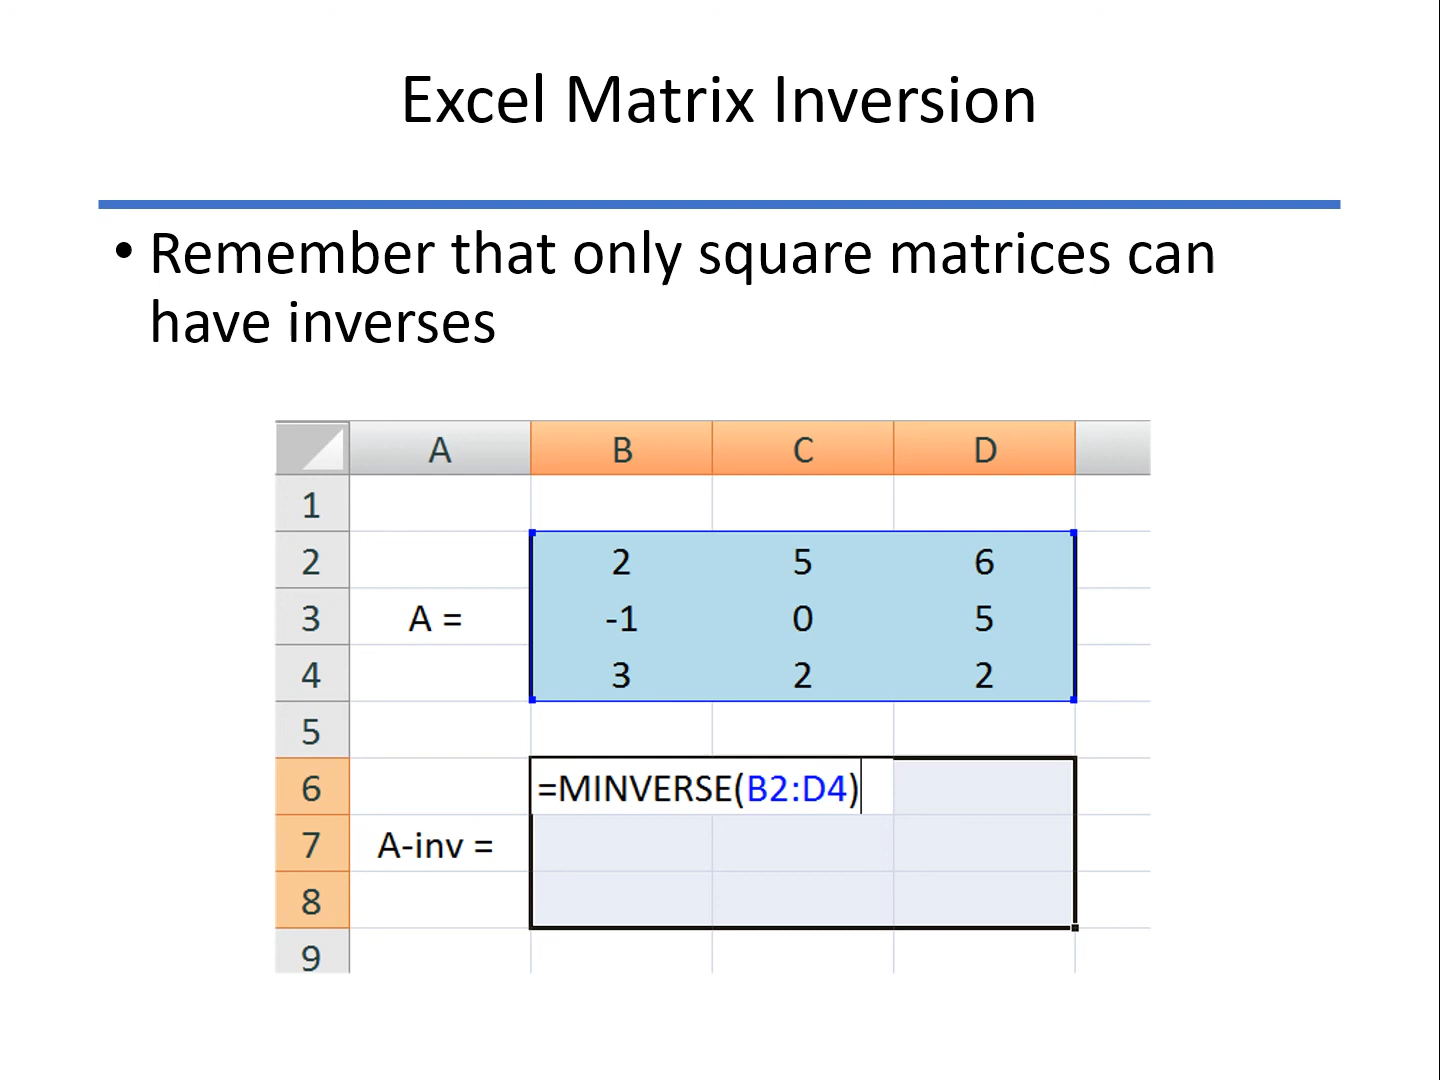 Excel Matrix Inversion
• Remember that only square matrices can
have inverses
A B C D
1
2 2 5 6
3 A = -1 0 5
4 3 2 2
5
6 =MINVERSE(B2:D4)
7 A-inv =
8
9